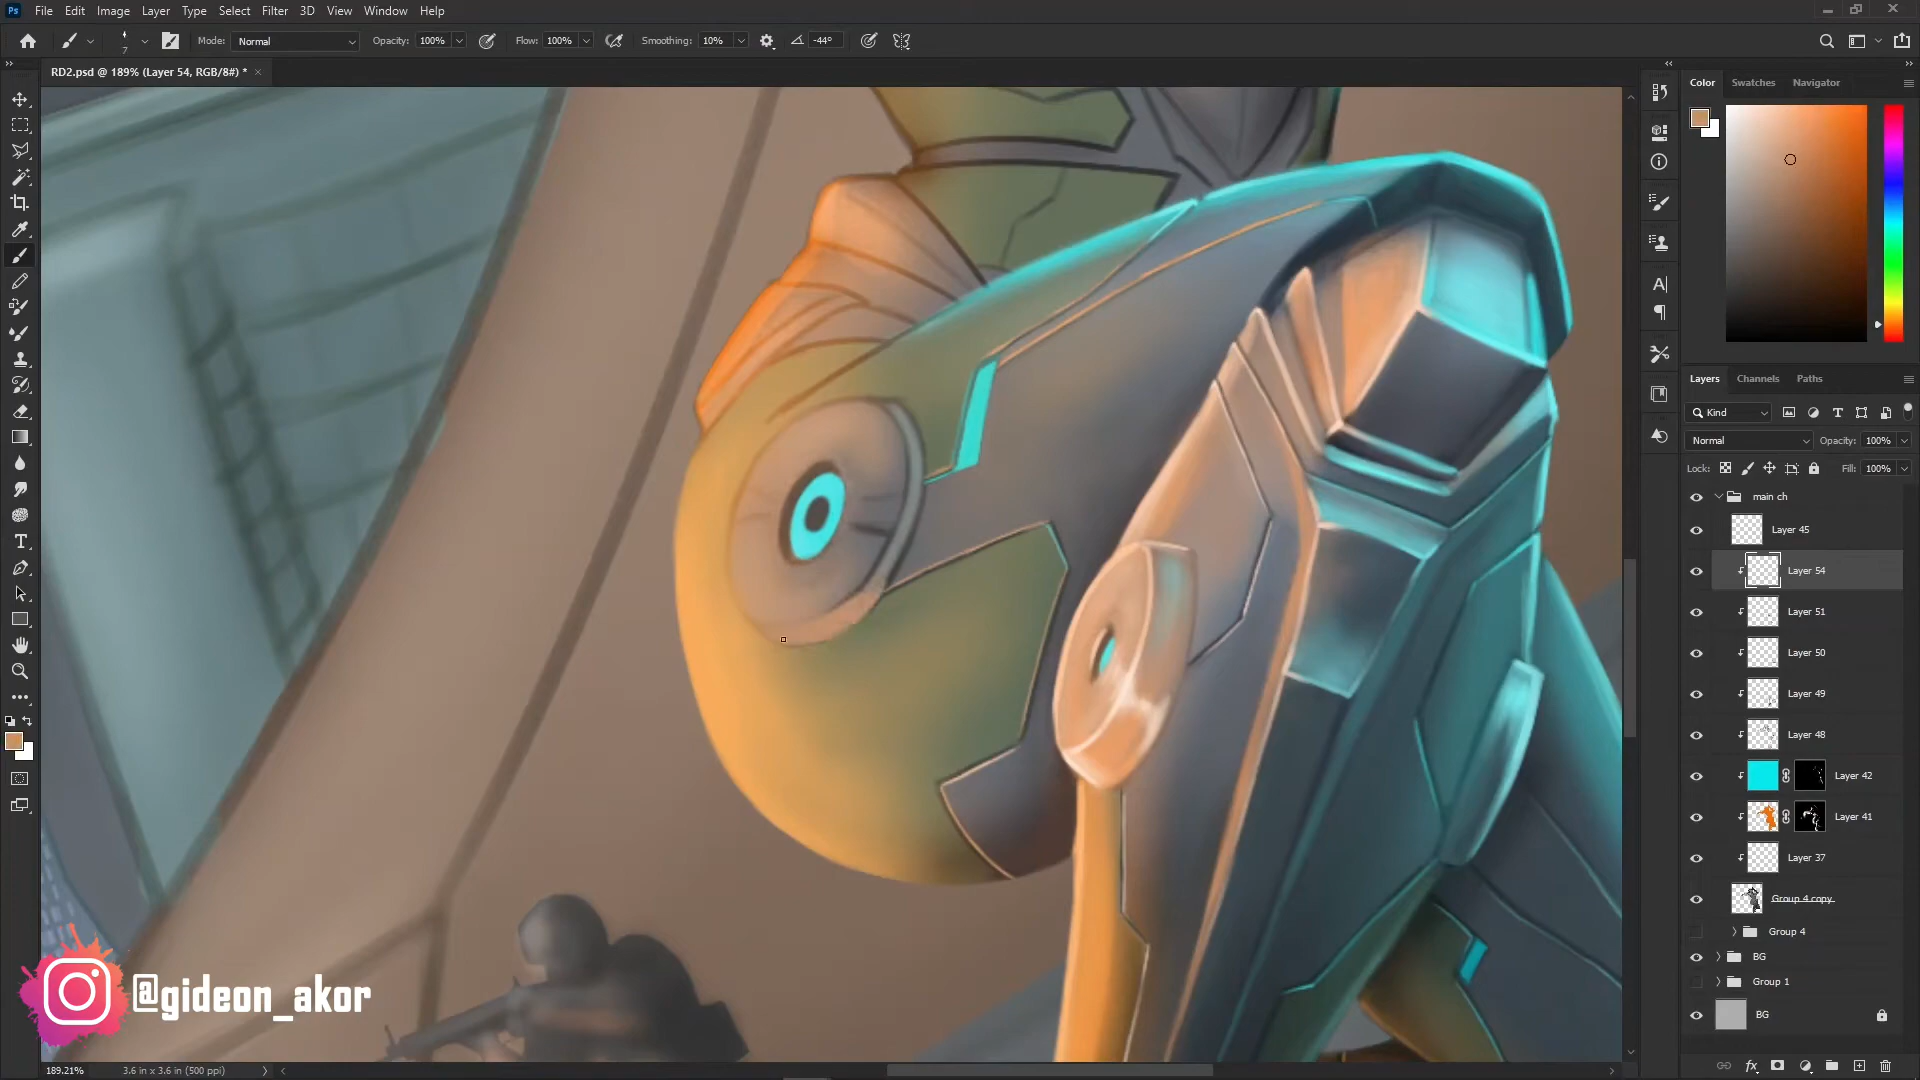 Ps File Edit Image Layer Type Select Filter 3D View Window Help
7 Mode: Normal Opacity: 100% Flow: 100% Smoothing: 10% -44°
RD2.psd @ 189% (Layer 54, RGB/8#) * ×
Color Swatches Navigator
Layers Channels Paths
Kind
Normal Opacity: 100%
Lock: Fill: 100%
main ch
Layer 45
Layer 54
Layer 51
Layer 50
Layer 49
Layer 48
Layer 42
Layer 41
Layer 37
Group 4 copy
Group 4
BG
Group 1
BG
@gideon_akor
189.21% 3.6 in x 3.6 in (500 ppi)